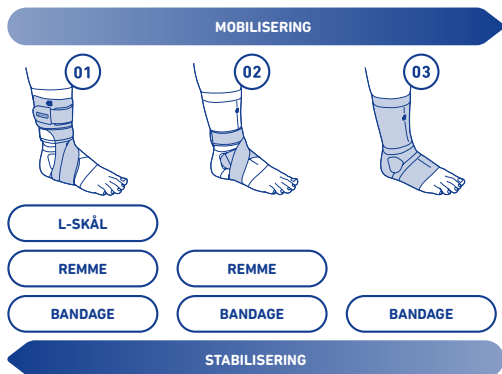 MOBILISERING
01 02 03
L-SKÅL
REMME REMME
BANDAGE BANDAGE BANDAGE
STABILISERING